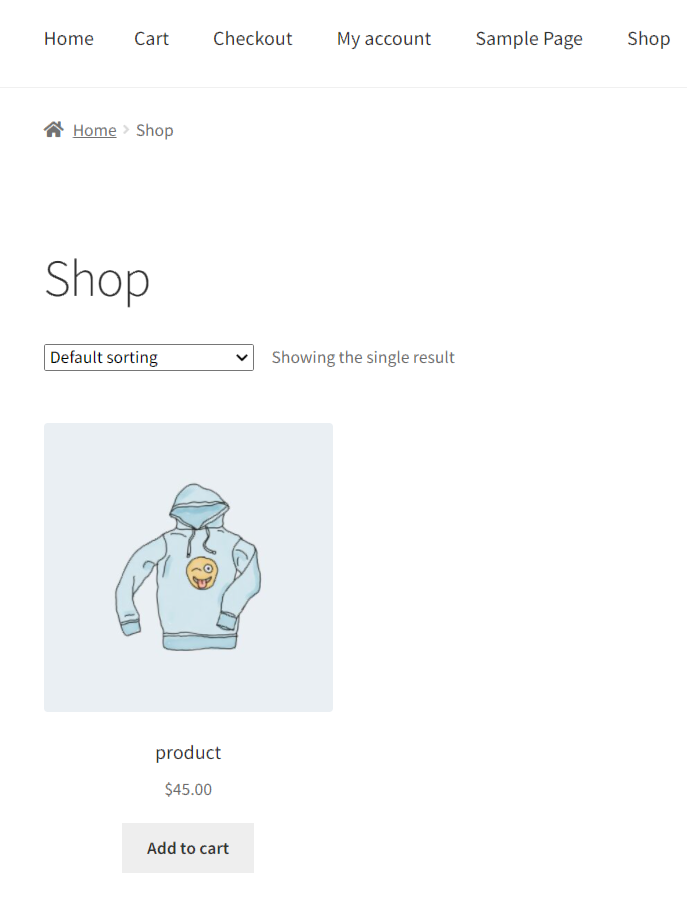 Home Cart Checkout My account Sample Page Shop
Home Shop
Shop
Default sorting Showing the single result
product
$45.00
Add to cart